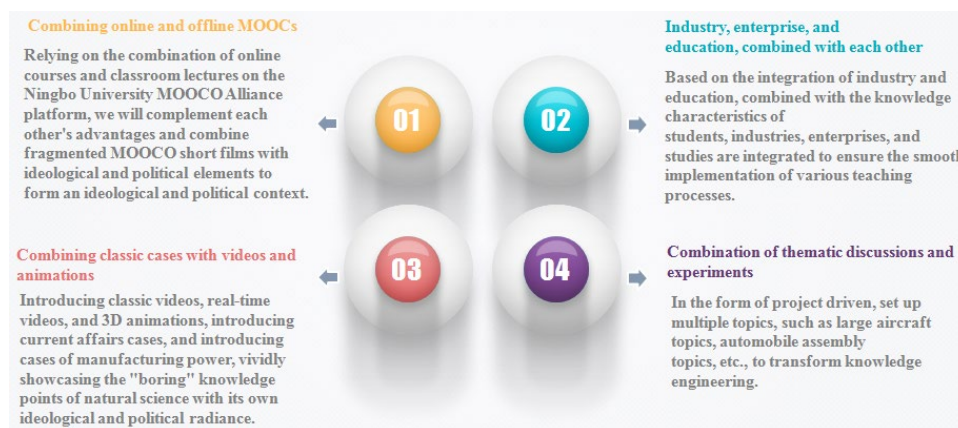 Combining online and offline MOOCs
Relying on the combination of online
courses and classroom lectures on the
Ningbo University MOOCO Alliance
platform, we will complement each
other's advantages and combine
fragmented MOOCO short films with
ideological and political elements to
form an ideological and political context.
01
02
Industry, enterprise, and
education, combined with each other
Based on the integration of industry and
education, combined with the knowledge
characteristics of
students, industries, enterprises, and
studies are integrated to ensure the smooth
implementation of various teaching
processes.
Combining classic cases with videos and
animations
Introducing classic videos, real-time
videos, and 3D animations, introducing
current affairs cases, and introducing
cases of manufacturing power, vividly
showcasing the "boring" knowledge
points of natural science with its own
ideological and political radiance.
03
04
Combination of thematic discussions and
experiments
In the form of project driven, set up
multiple topics, such as large aircraft
topics, automobile assembly
topics, etc., to transform knowledge
engineering.